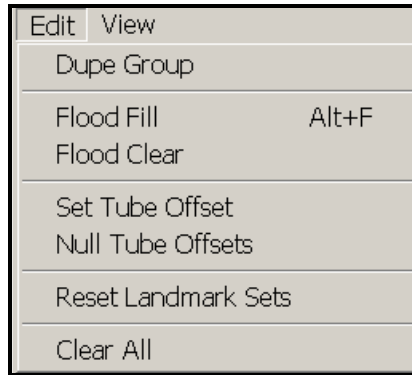 Edit View
Dupe Group
Flood Fill Alt+F
Flood Clear
Set Tube Offset
Null Tube Offsets
Reset Landmark Sets
Clear All